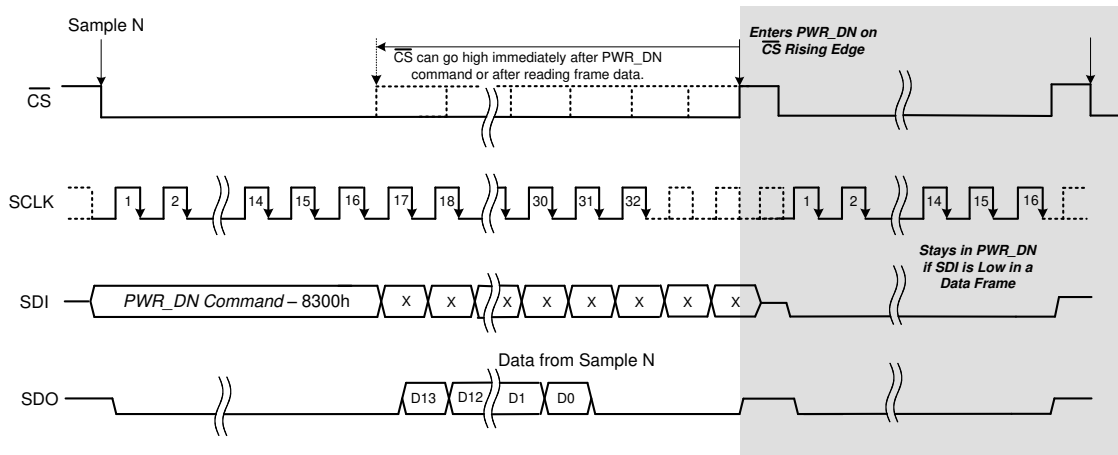 Sample N
CS can go high immediately after PWR_DN
command or after reading frame data.
Enters PWR_DN on
CS Rising Edge
CS
SCLK
1 2 14 15 16 17 18 30 31 32 1 2 14 15 16
Stays in PWR_DN
if SDI is Low in a
Data Frame
SDI
PWR_DN Command – 8300h X X X X X X X X
Data from Sample N
SDO
D13 D12 D1 D0